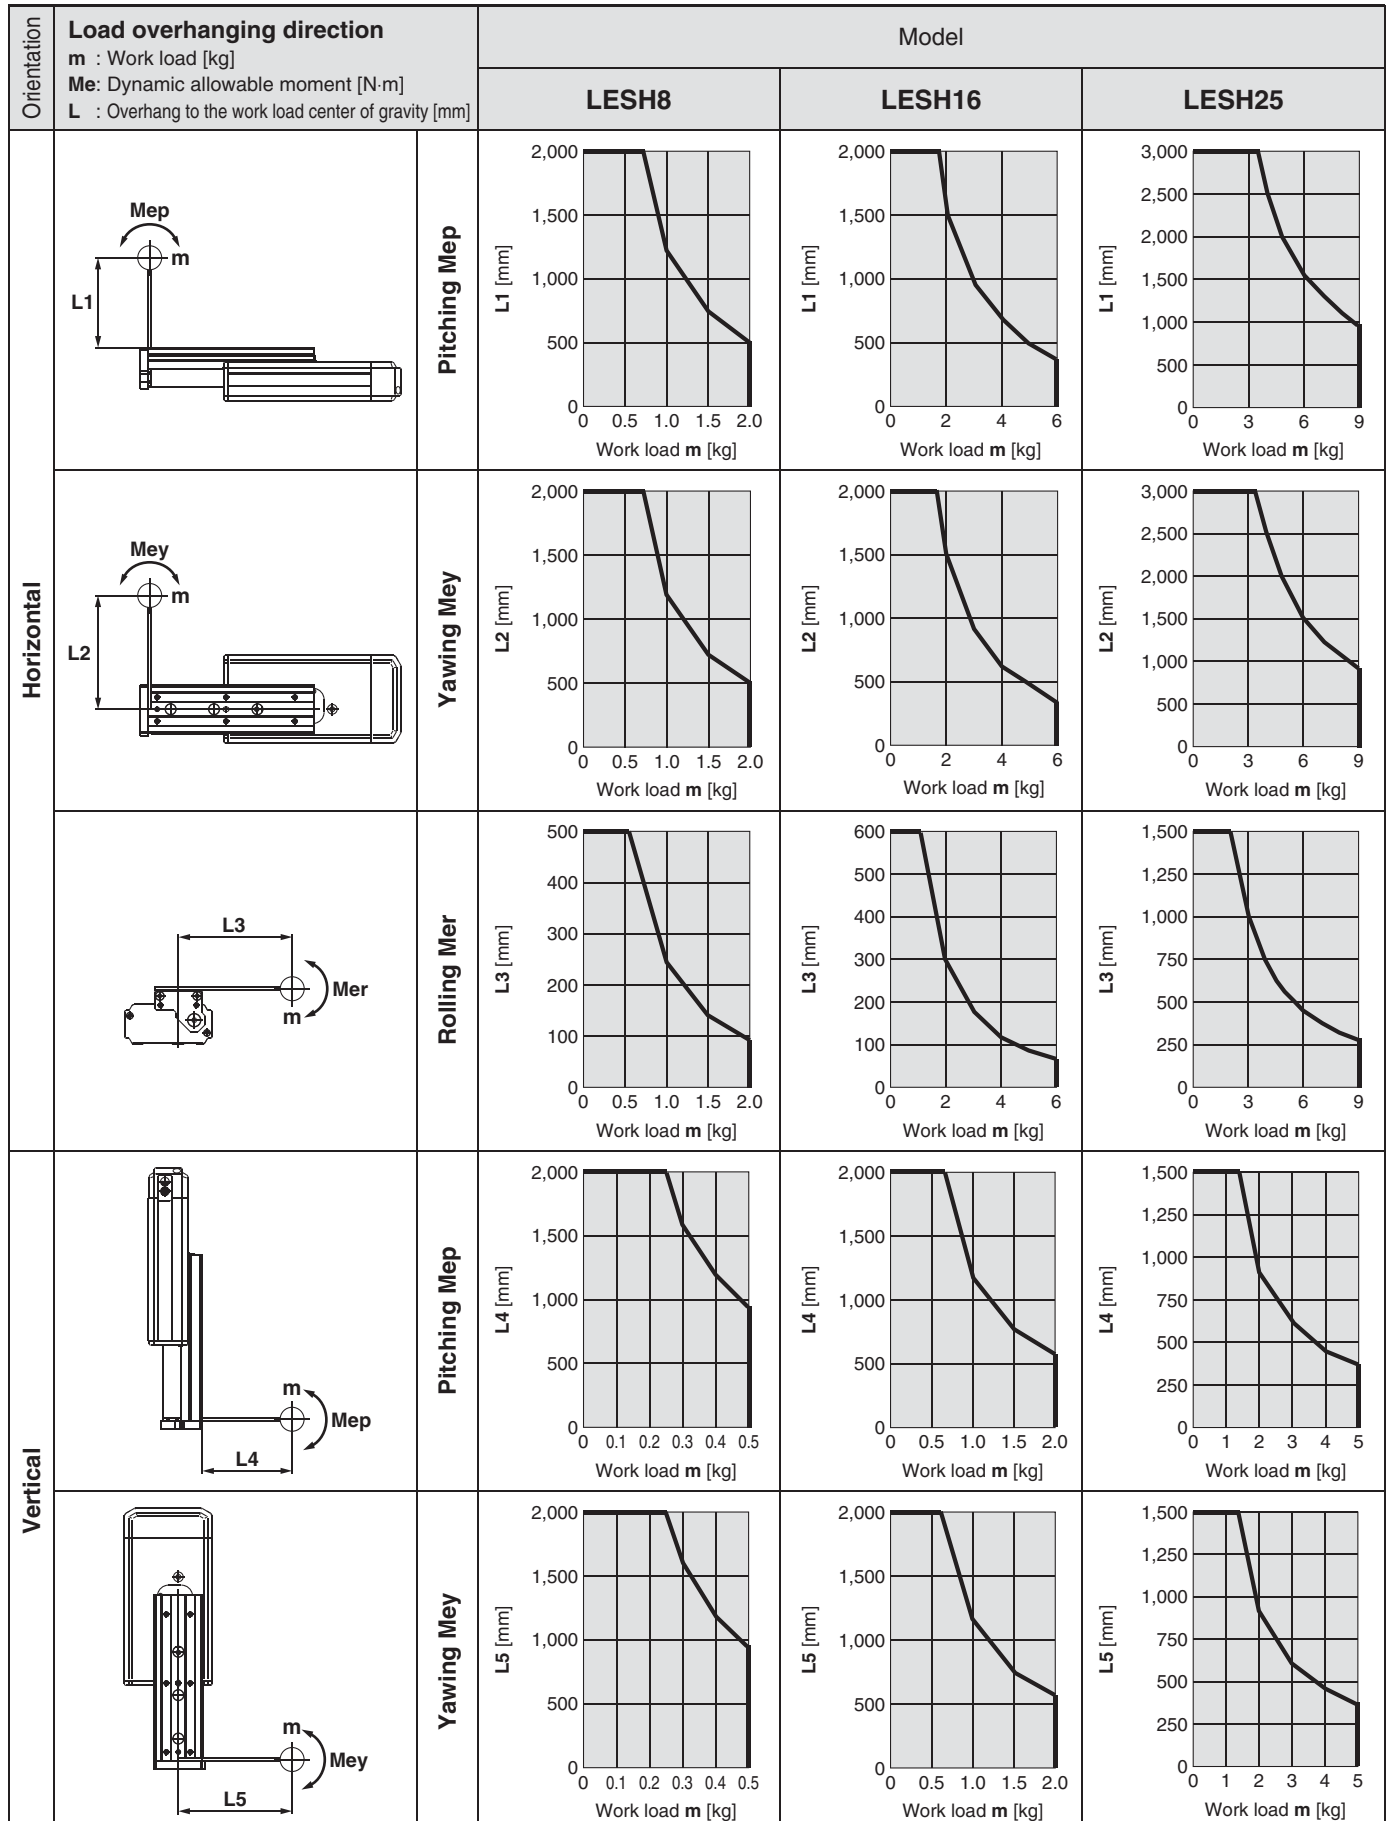 Orientation
Load overhanging direction
m : Work load [kg]
Me: Dynamic allowable moment [N·m]
L : Overhang to the work load center of gravity [mm]
Model
LESH8
LESH16
LESH25
Horizontal
Mep
m
L1
Pitching Mep
L1 [mm]
2,000
1,500
1,000
500
0
0 0.5 1.0 1.5 2.0
Work load m [kg]
L1 [mm]
2,000
1,500
1,000
500
0
0 2 4 6
Work load m [kg]
L1 [mm]
3,000
2,500
2,000
1,500
1,000
500
0
0 3 6 9
Work load m [kg]
Mey
m
L2
Yawing Mey
L2 [mm]
2,000
1,500
1,000
500
0
0 0.5 1.0 1.5 2.0
Work load m [kg]
L2 [mm]
2,000
1,500
1,000
500
0
0 2 4 6
Work load m [kg]
L2 [mm]
3,000
2,500
2,000
1,500
1,000
500
0
0 3 6 9
Work load m [kg]
L3
Mer
m
Rolling Mer
L3 [mm]
500
400
300
200
100
0
0 0.5 1.0 1.5 2.0
Work load m [kg]
L3 [mm]
600
500
400
300
200
100
0
0 2 4 6
Work load m [kg]
L3 [mm]
1,500
1,250
1,000
750
500
250
0
0 3 6 9
Work load m [kg]
Vertical
m
Mep
L4
Pitching Mep
L4 [mm]
2,000
1,500
1,000
500
0
0 0.1 0.2 0.3 0.4 0.5
Work load m [kg]
L4 [mm]
2,000
1,500
1,000
500
0
0 0.5 1.0 1.5 2.0
Work load m [kg]
L4 [mm]
1,500
1,250
1,000
750
500
250
0
0 1 2 3 4 5
Work load m [kg]
m
Mey
L5
Yawing Mey
L5 [mm]
2,000
1,500
1,000
500
0
0 0.1 0.2 0.3 0.4 0.5
Work load m [kg]
L5 [mm]
2,000
1,500
1,000
500
0
0 0.5 1.0 1.5 2.0
Work load m [kg]
L5 [mm]
1,500
1,250
1,000
750
500
250
0
0 1 2 3 4 5
Work load m [kg]